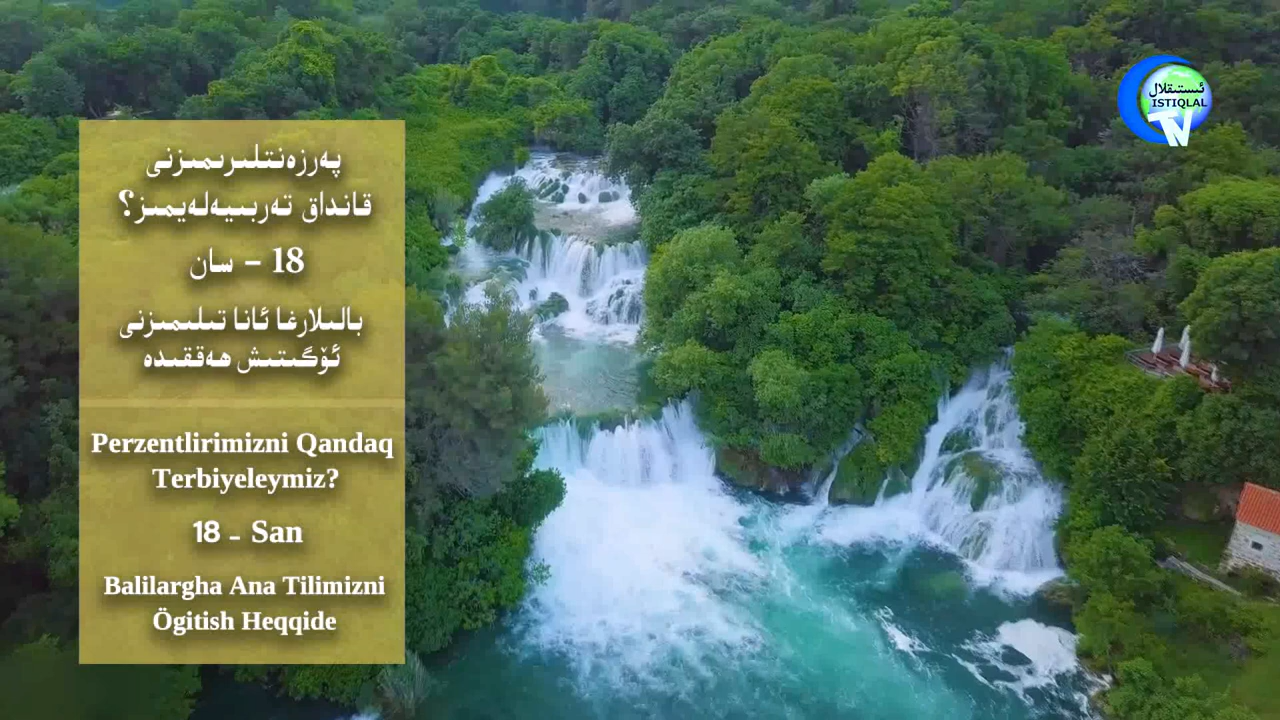 پەرزەنتلىرىمىزنى
قانداق تەربىيەلەيمىز؟
18 - سان
بالىلارغا ئانا تىلىمىزنى
ئۆگىتىش ھەققىدە
Perzentlirimizni Qandaq
Terbiyeleymiz?
18 - San
Balilargha Ana Tilimizni
Ögitish Heqqide
ئىستىقلال
ISTIQLAL
TV